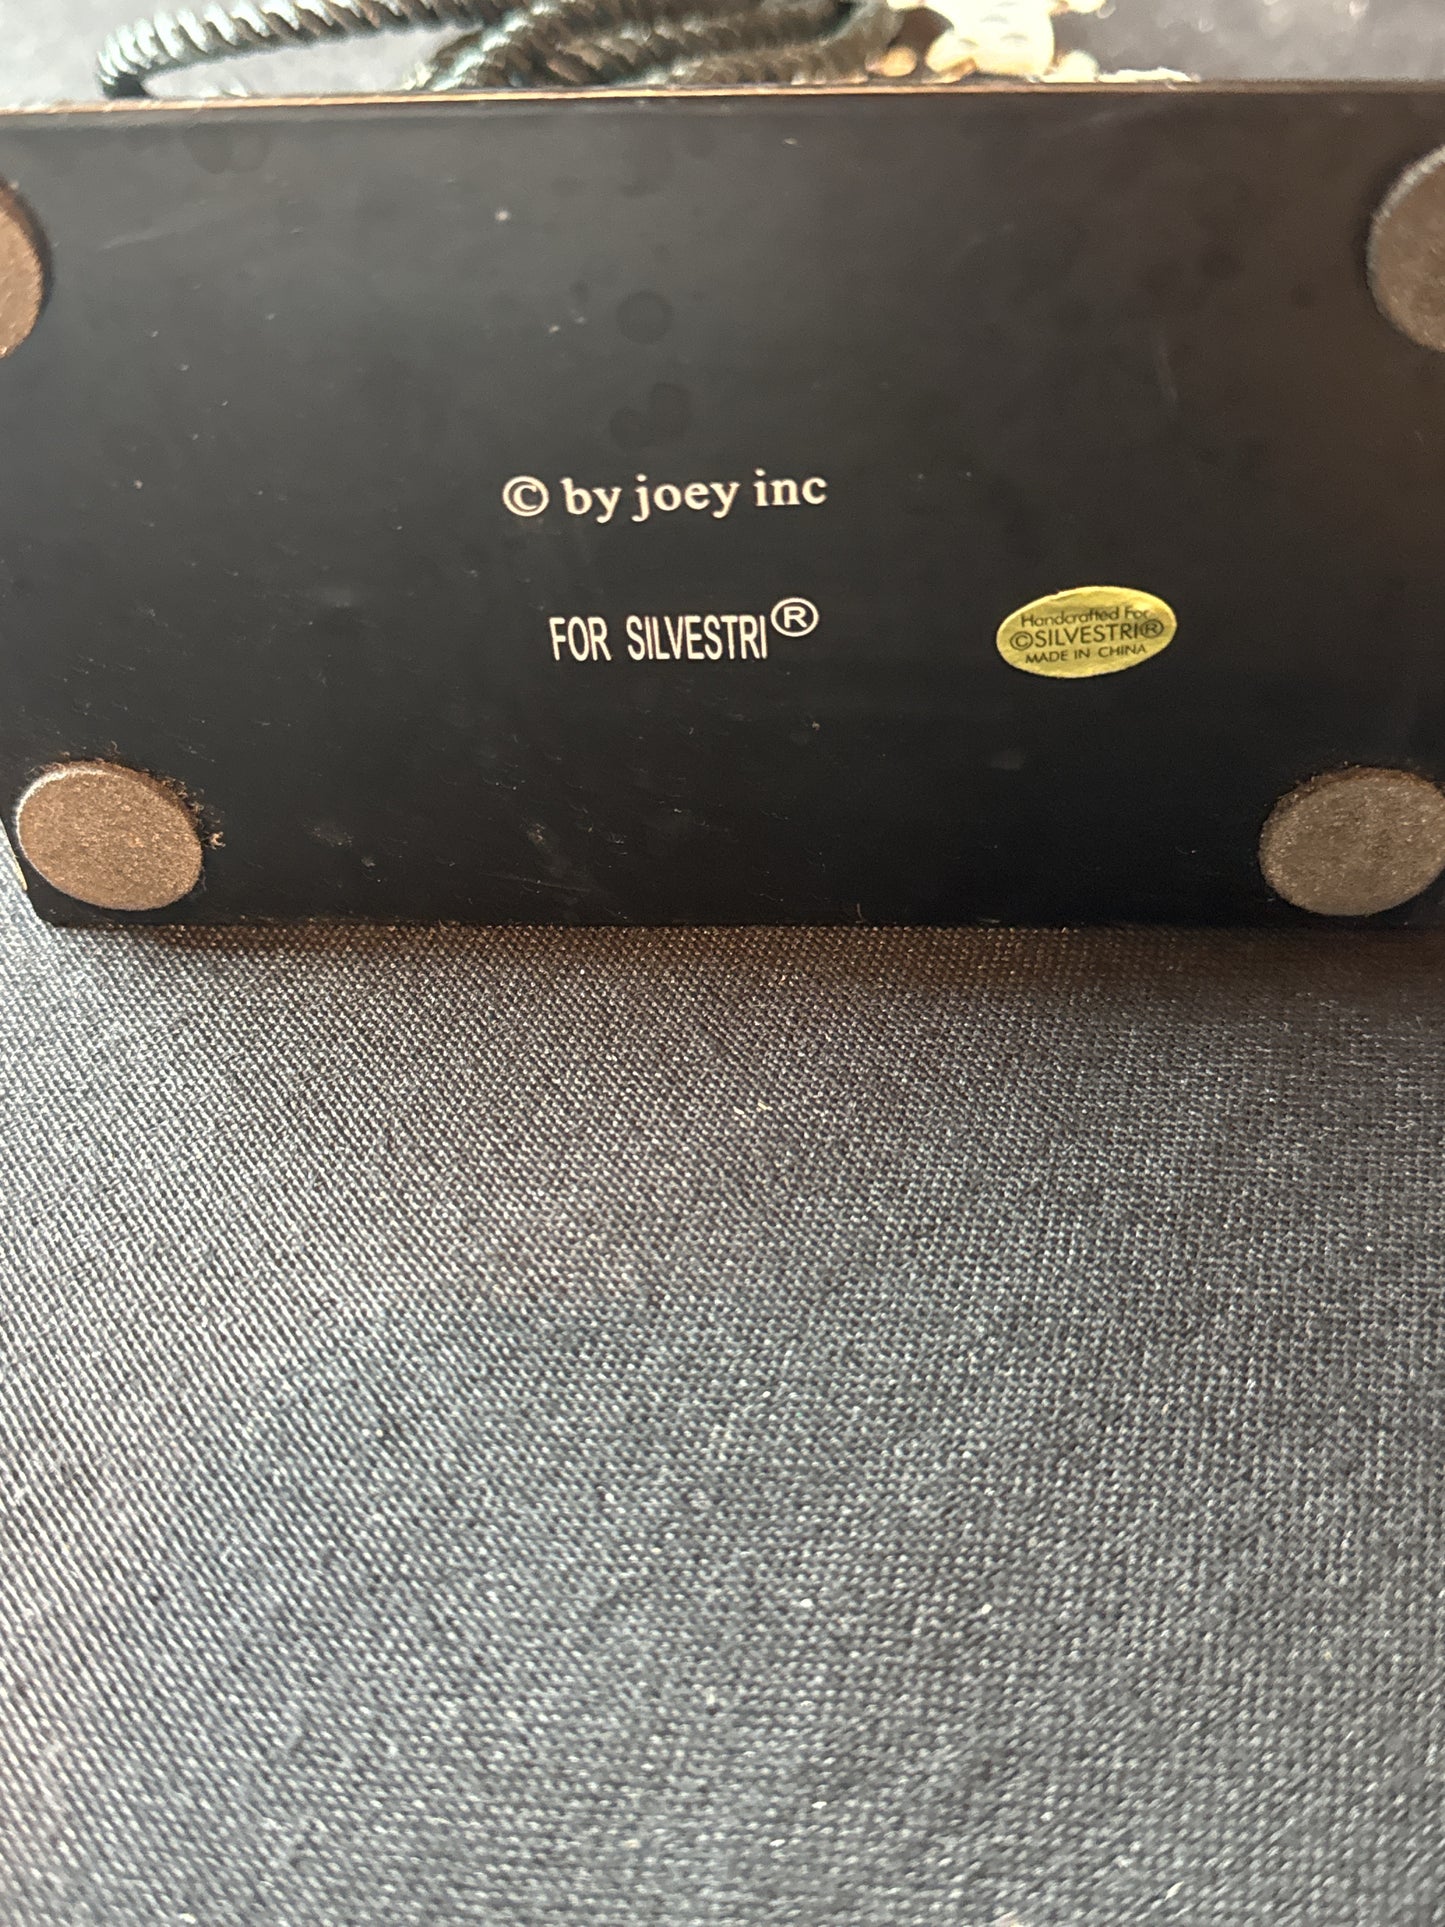 © by joey inc
FOR SILVESTRI®
Handcrafted For
©SILVESTRI®
MADE IN CHINA